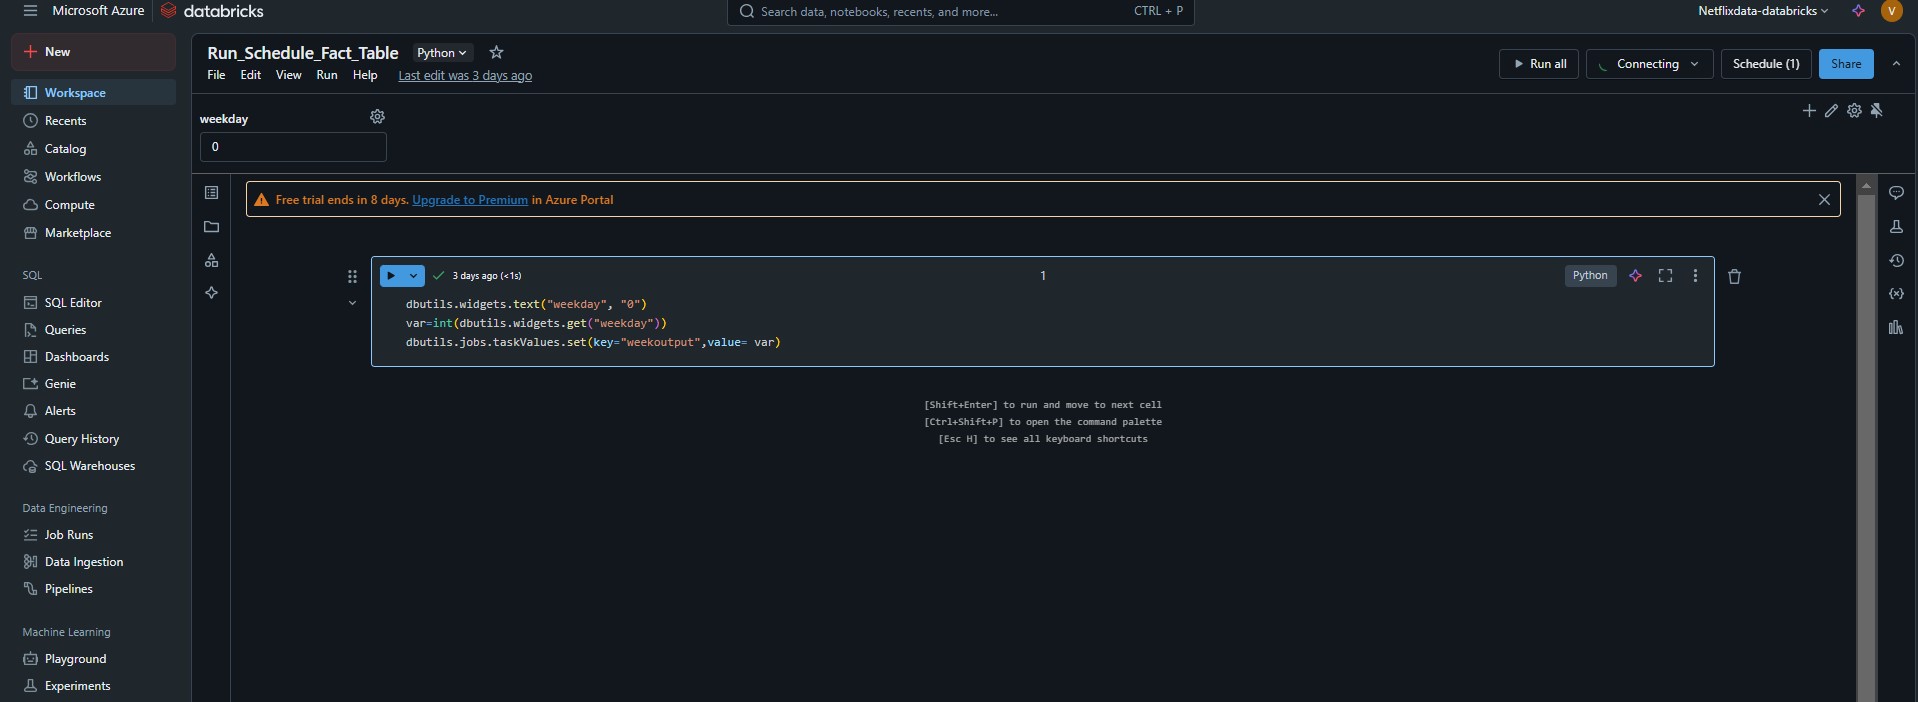 Microsoft Azure databricks
Search data, notebooks, recents, and more... CTRL + P
Netflixdata-databricks V
New
Workspace
Recents
Catalog
Workflows
Compute
Marketplace
SQL
SQL Editor
Queries
Dashboards
Genie
Alerts
Query History
SQL Warehouses
Data Engineering
Job Runs
Data Ingestion
Pipelines
Machine Learning
Playground
Experiments
Run_Schedule_Fact_Table Python
File Edit View Run Help Last edit was 3 days ago
Run all Connecting Schedule (1) Share
weekday
0
Free trial ends in 8 days. Upgrade to Premium in Azure Portal
3 days ago (<1s) 1 Python
dbutils.widgets.text("weekday", "0")
var=int(dbutils.widgets.get("weekday"))
dbutils.jobs.taskValues.set(key="weekoutput",value= var)
[Shift+Enter] to run and move to next cell
[Ctrl+Shift+P] to open the command palette
[Esc H] to see all keyboard shortcuts